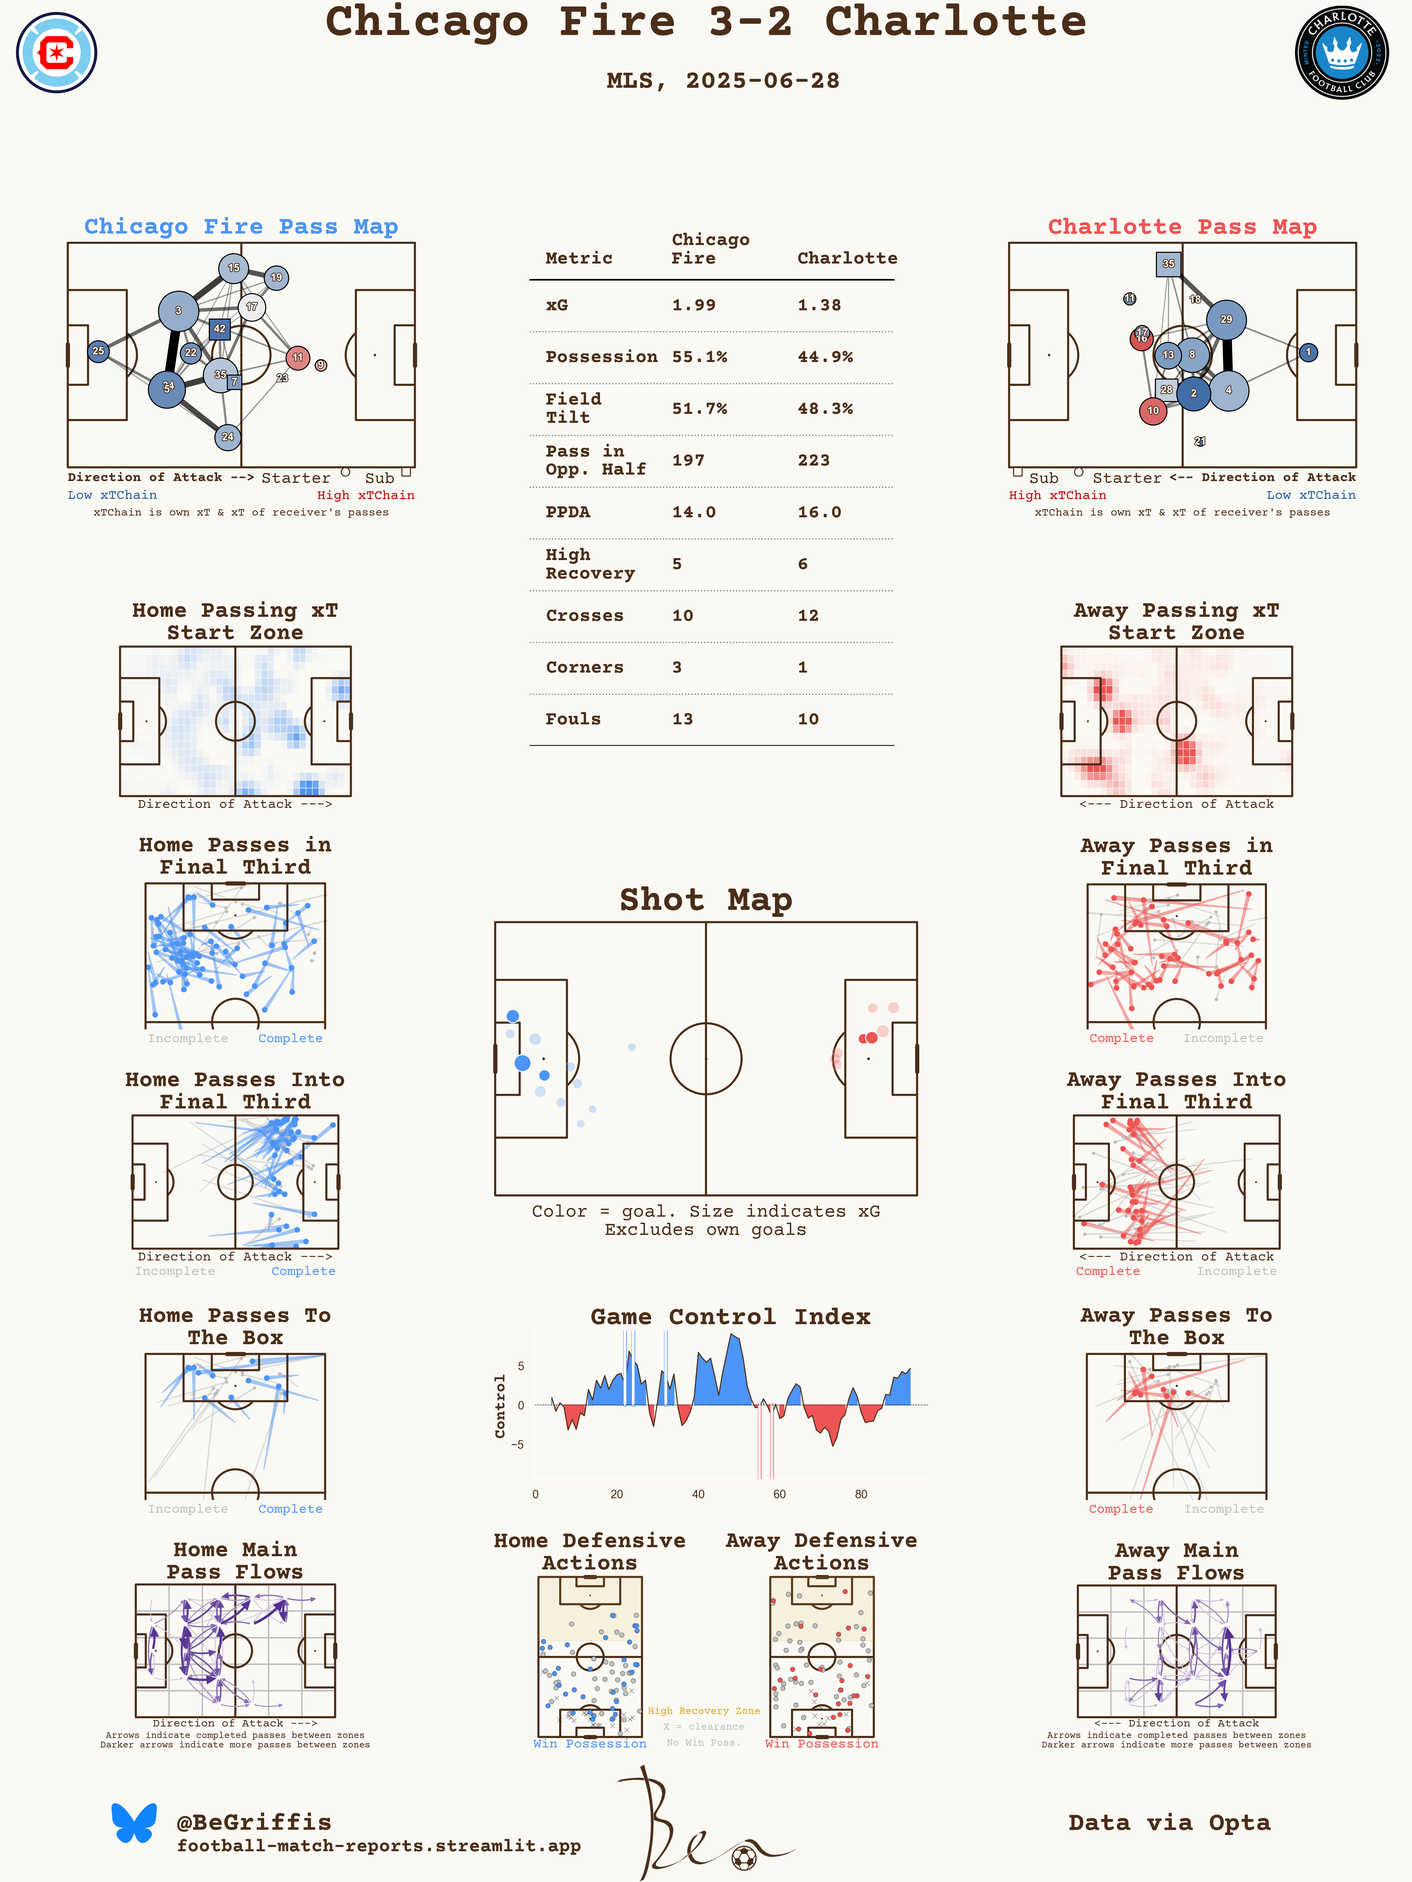 Chicago Fire 3-2 Charlotte
MLS, 2025-06-28
CHARLOTTE
MINTED
2022
FOOTBALL CLUB
Chicago Fire Pass Map
15
19
3
17
42
25
22
11
9
35
7
23
5
24
Direction of Attack --> Starter Sub
Low xTChain High xTChain
xTChain is own xT & xT of receiver's passes
Metric Chicago Fire Charlotte
xG 1.99 1.38
Possession 55.1% 44.9%
Field Tilt 51.7% 48.3%
Pass in Opp. Half 197 223
PPDA 14.0 16.0
High Recovery 5 6
Crosses 10 12
Corners 3 1
Fouls 13 10
Charlotte Pass Map
35
11
18
29
17
16
13
8
1
28
2
4
10
21
Sub Starter <-- Direction of Attack
High xTChain Low xTChain
xTChain is own xT & xT of receiver's passes
Home Passing xT
Start Zone
Direction of Attack --->
Away Passing xT
Start Zone
<--- Direction of Attack
Home Passes in
Final Third
Incomplete Complete
Away Passes in
Final Third
Complete Incomplete
Shot Map
Color = goal. Size indicates xG
Excludes own goals
Home Passes Into
Final Third
Direction of Attack --->
Incomplete Complete
Away Passes Into
Final Third
<--- Direction of Attack
Complete Incomplete
Home Passes To
The Box
Incomplete Complete
Game Control Index
Control
5
0
−5
0 20 40 60 80
Away Passes To
The Box
Complete Incomplete
Home Main
Pass Flows
Direction of Attack --->
Arrows indicate completed passes between zones
Darker arrows indicate more passes between zones
Home Defensive
Actions
Win Possession
High Recovery Zone
X = clearance
No Win Poss.
Away Defensive
Actions
Win Possession
Away Main
Pass Flows
<--- Direction of Attack
Arrows indicate completed passes between zones
Darker arrows indicate more passes between zones
@BeGriffis
football-match-reports.streamlit.app
Ben
Data via Opta